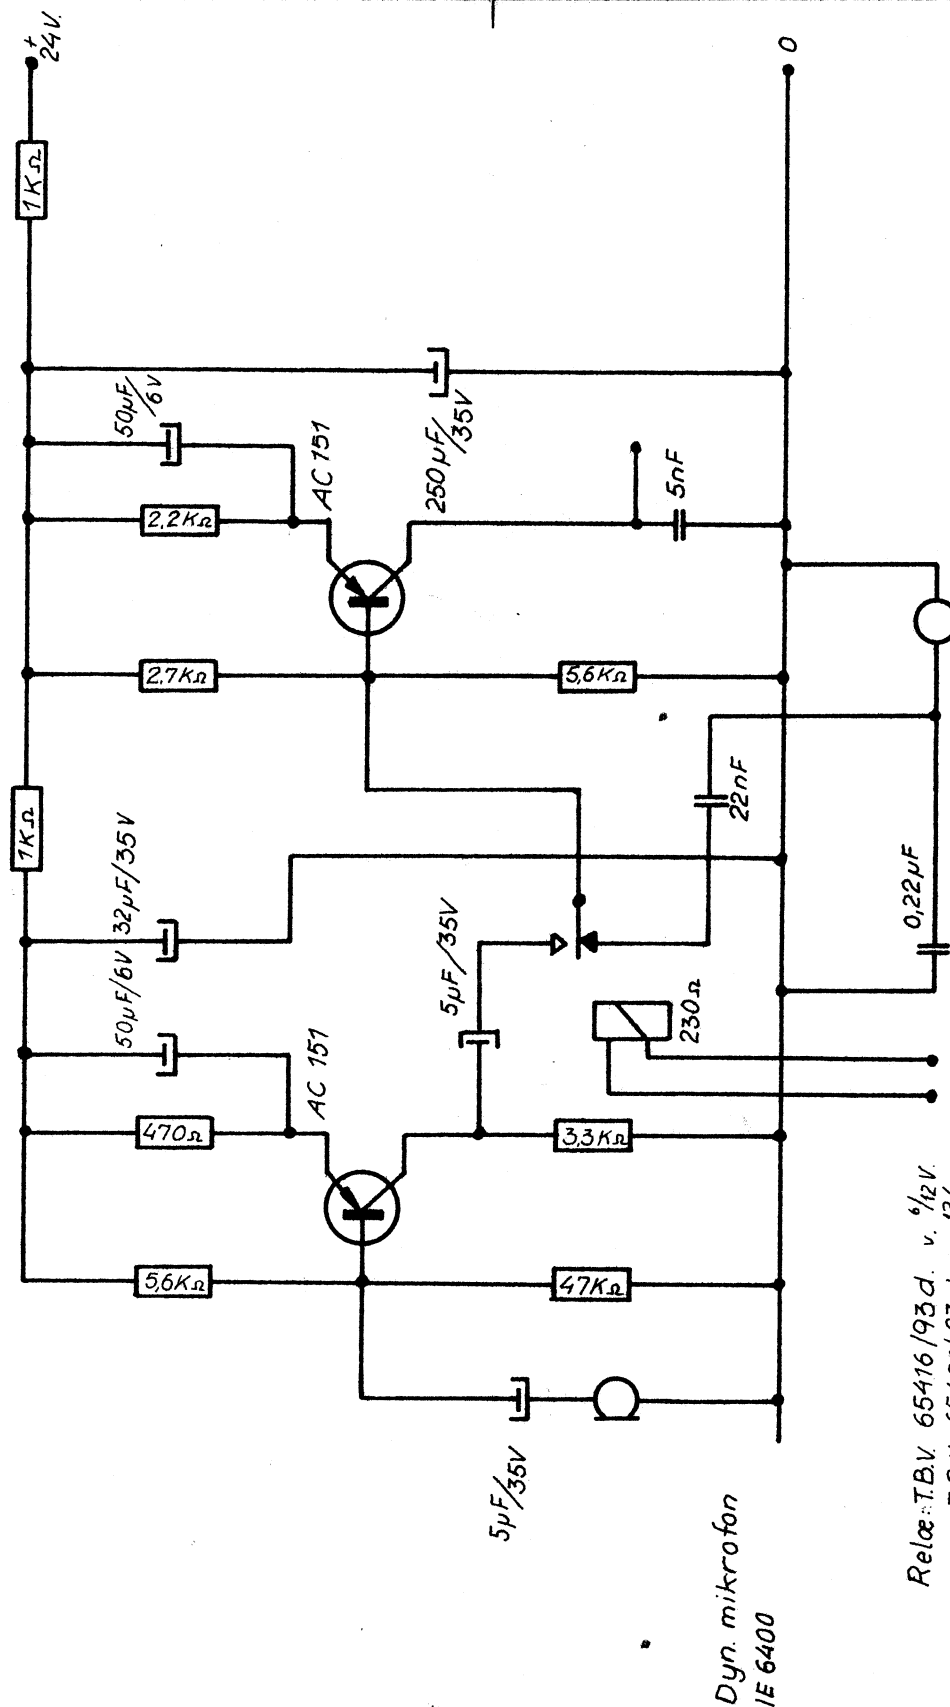 +
24V.
1KΩ
0
50µF/6V
AC 151
250µF/35V
2,2KΩ
5nF
2,7KΩ
5,6KΩ
1KΩ
22nF
32µF/35V
0,22µF
50µF/6V
5µF/35V
230Ω
AC 151
470Ω
3,3KΩ
5,6KΩ
47KΩ
5µF/35V
Dyn. mikrofon
IE 6400
Relæ: T.B.V. 65416/93d. v. 6/12V.